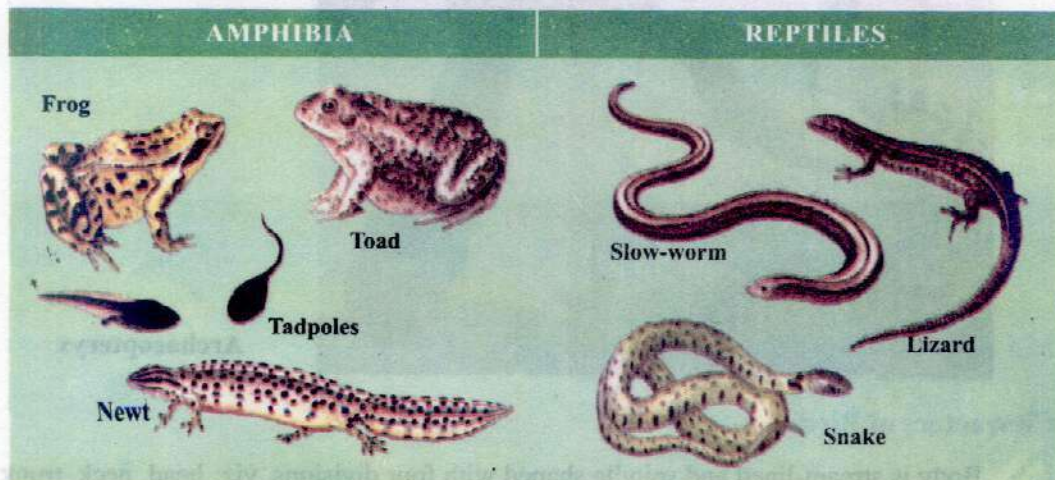 AMPHIBIA
REPTILES
Frog
Toad
Tadpoles
Newt
Slow-worm
Lizard
Snake